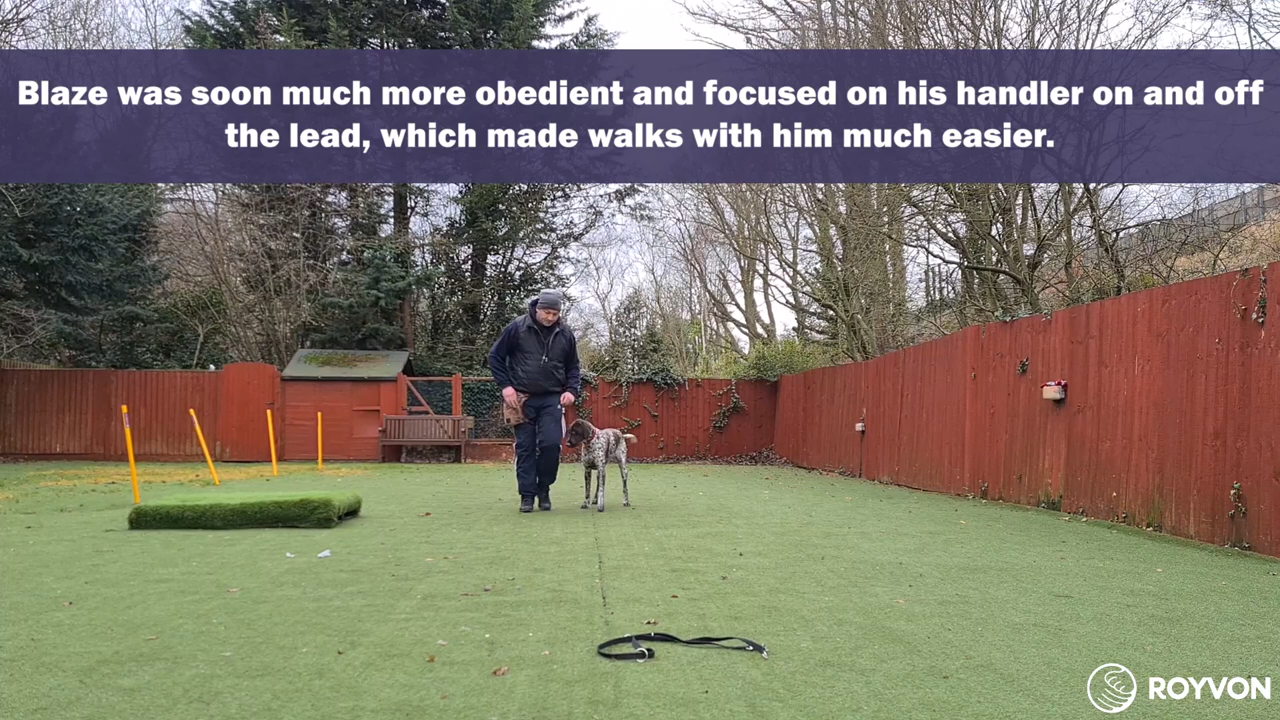 Blaze was soon much more obedient and focused on his handler on and off
the lead, which made walks with him much easier.
ROYVON